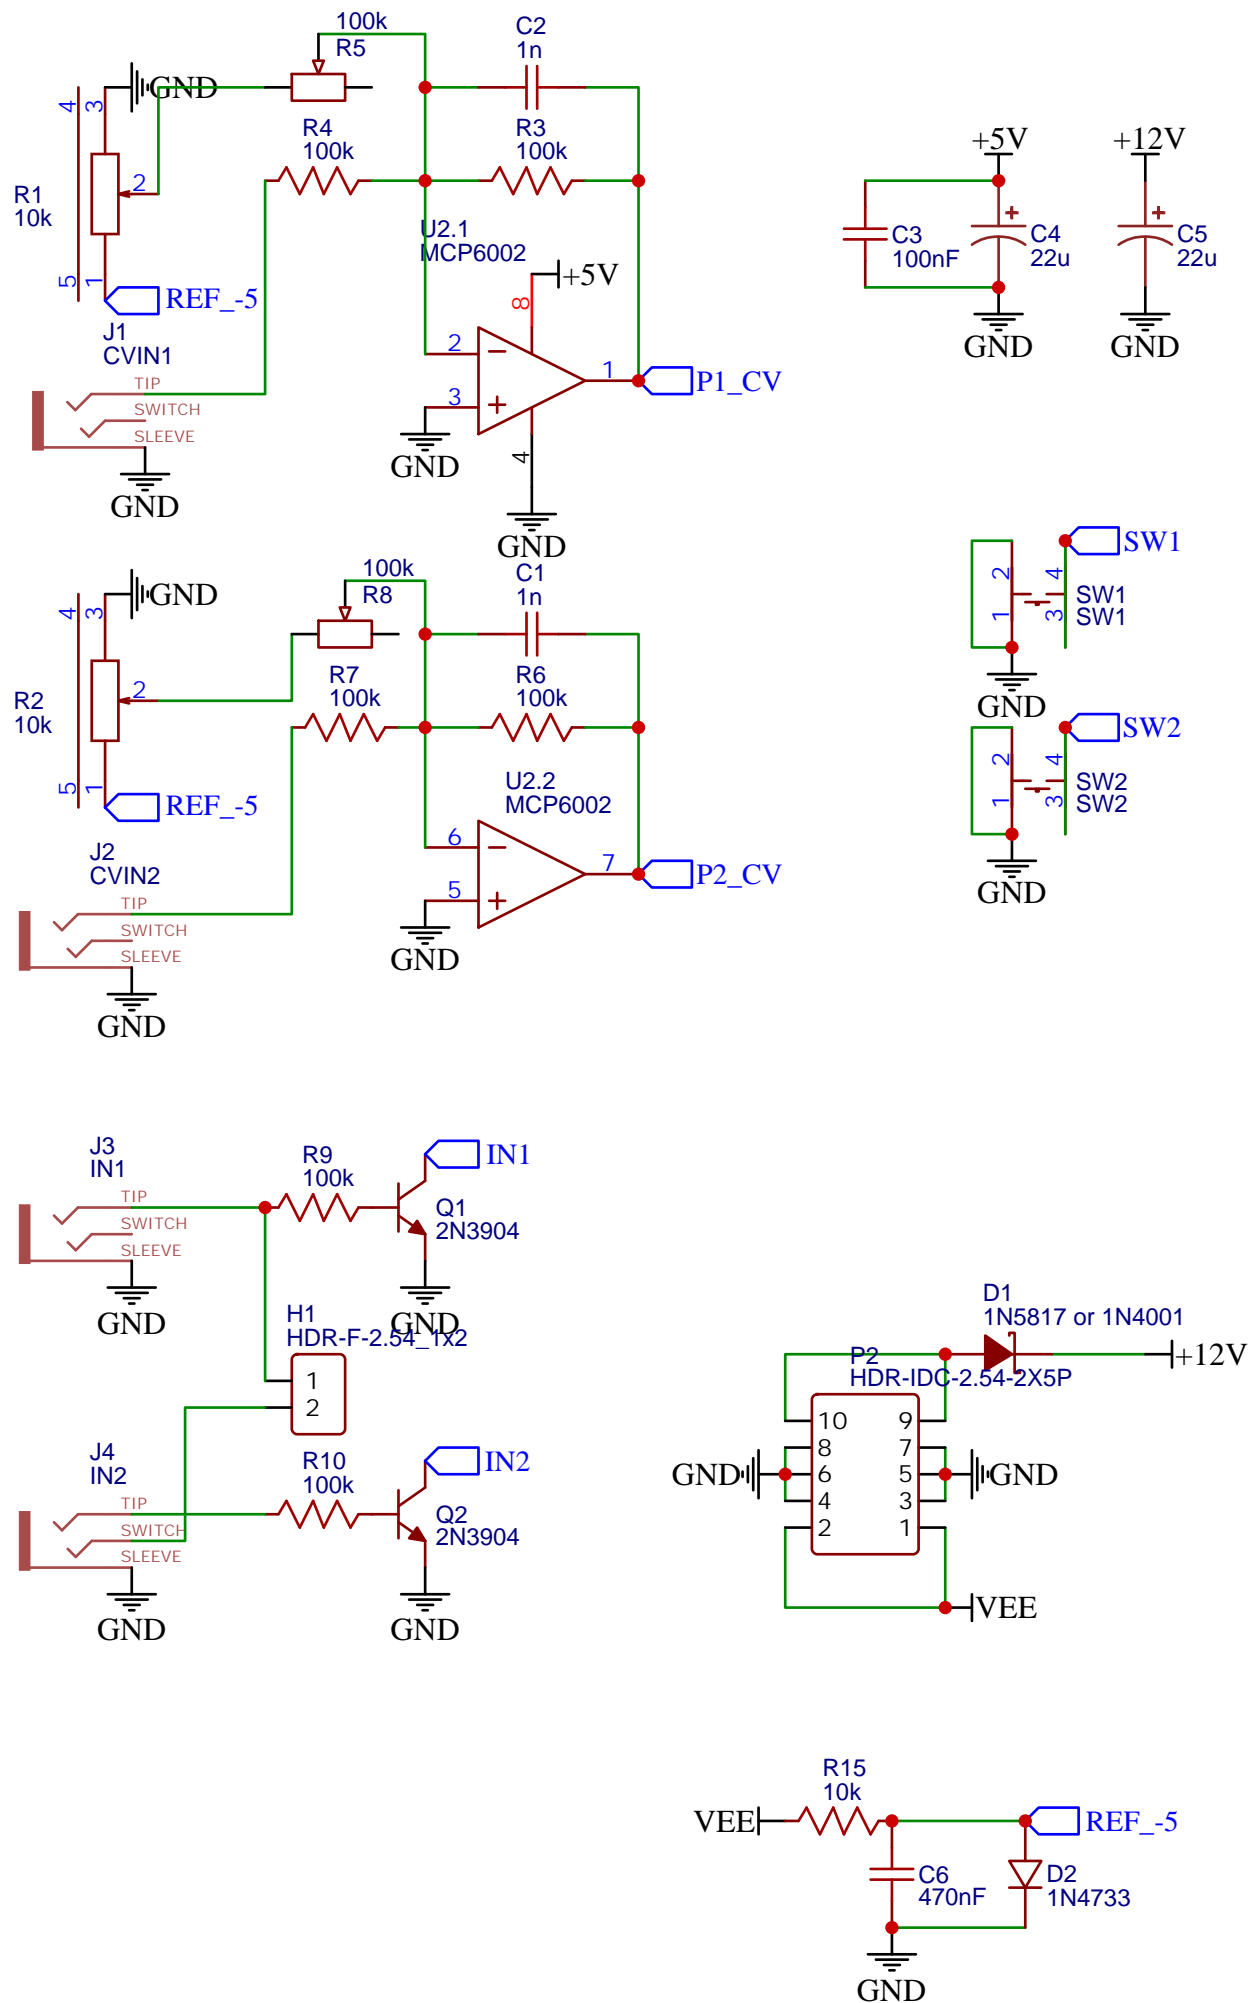 100k
R5
C2
1n
GND
4
3
R4
100k
R3
100k
R1
10k
2
5
1
REF_-5
U2.1
MCP6002
8
+5V
2
3
1
P1_CV
4
GND
GND
J1
CVIN1
TIP
SWITCH
SLEEVE
GND
+5V
+12V
C3
100nF
C4
22u
C5
22u
GND
GND
100k
R8
C1
1n
GND
4
3
R7
100k
R6
100k
R2
10k
2
5
1
REF_-5
U2.2
MCP6002
6
5
7
P2_CV
GND
J2
CVIN2
TIP
SWITCH
SLEEVE
GND
SW1
2
1
4
3
SW1
SW1
GND
SW2
2
1
4
3
SW2
SW2
GND
J3
IN1
TIP
SWITCH
SLEEVE
GND
R9
100k
IN1
Q1
2N3904
GND
H1
HDR-F-2.54_1x2
1
2
J4
IN2
TIP
SWITCH
SLEEVE
GND
R10
100k
IN2
Q2
2N3904
GND
D1
1N5817 or 1N4001
+12V
P2
HDR-IDC-2.54-2X5P
10
9
8
7
6
5
4
3
2
1
GND
GND
VEE
R15
10k
VEE
REF_-5
C6
470nF
D2
1N4733
GND